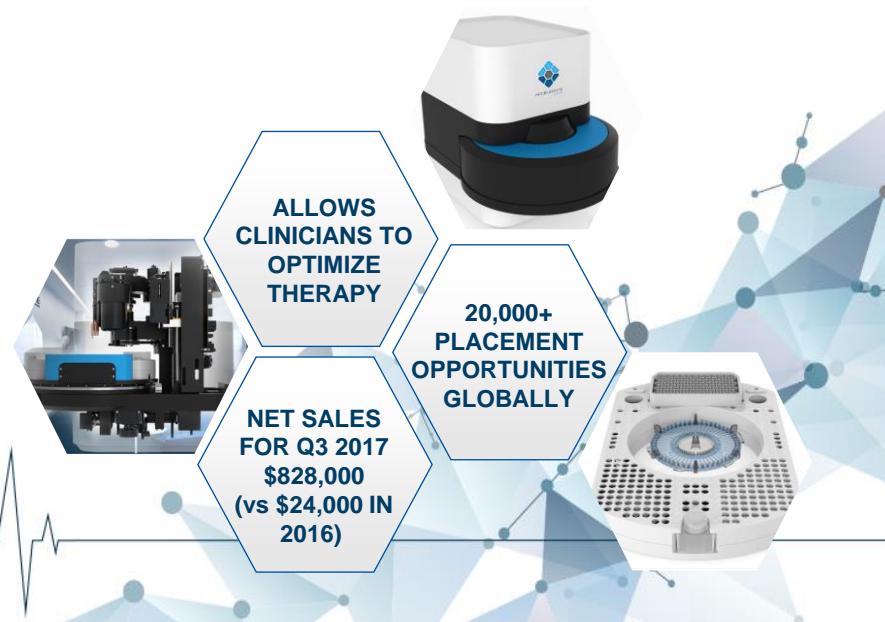 ACCELERATE
ALLOWS
CLINICIANS TO
OPTIMIZE
THERAPY
20,000+
PLACEMENT
OPPORTUNITIES
GLOBALLY
NET SALES
FOR Q3 2017
$828,000
(vs $24,000 IN
2016)